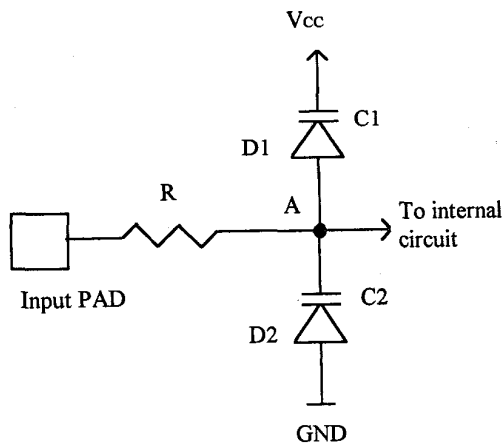 Vcc
C1
D1
R
A
To internal
circuit
Input PAD
C2
D2
GND